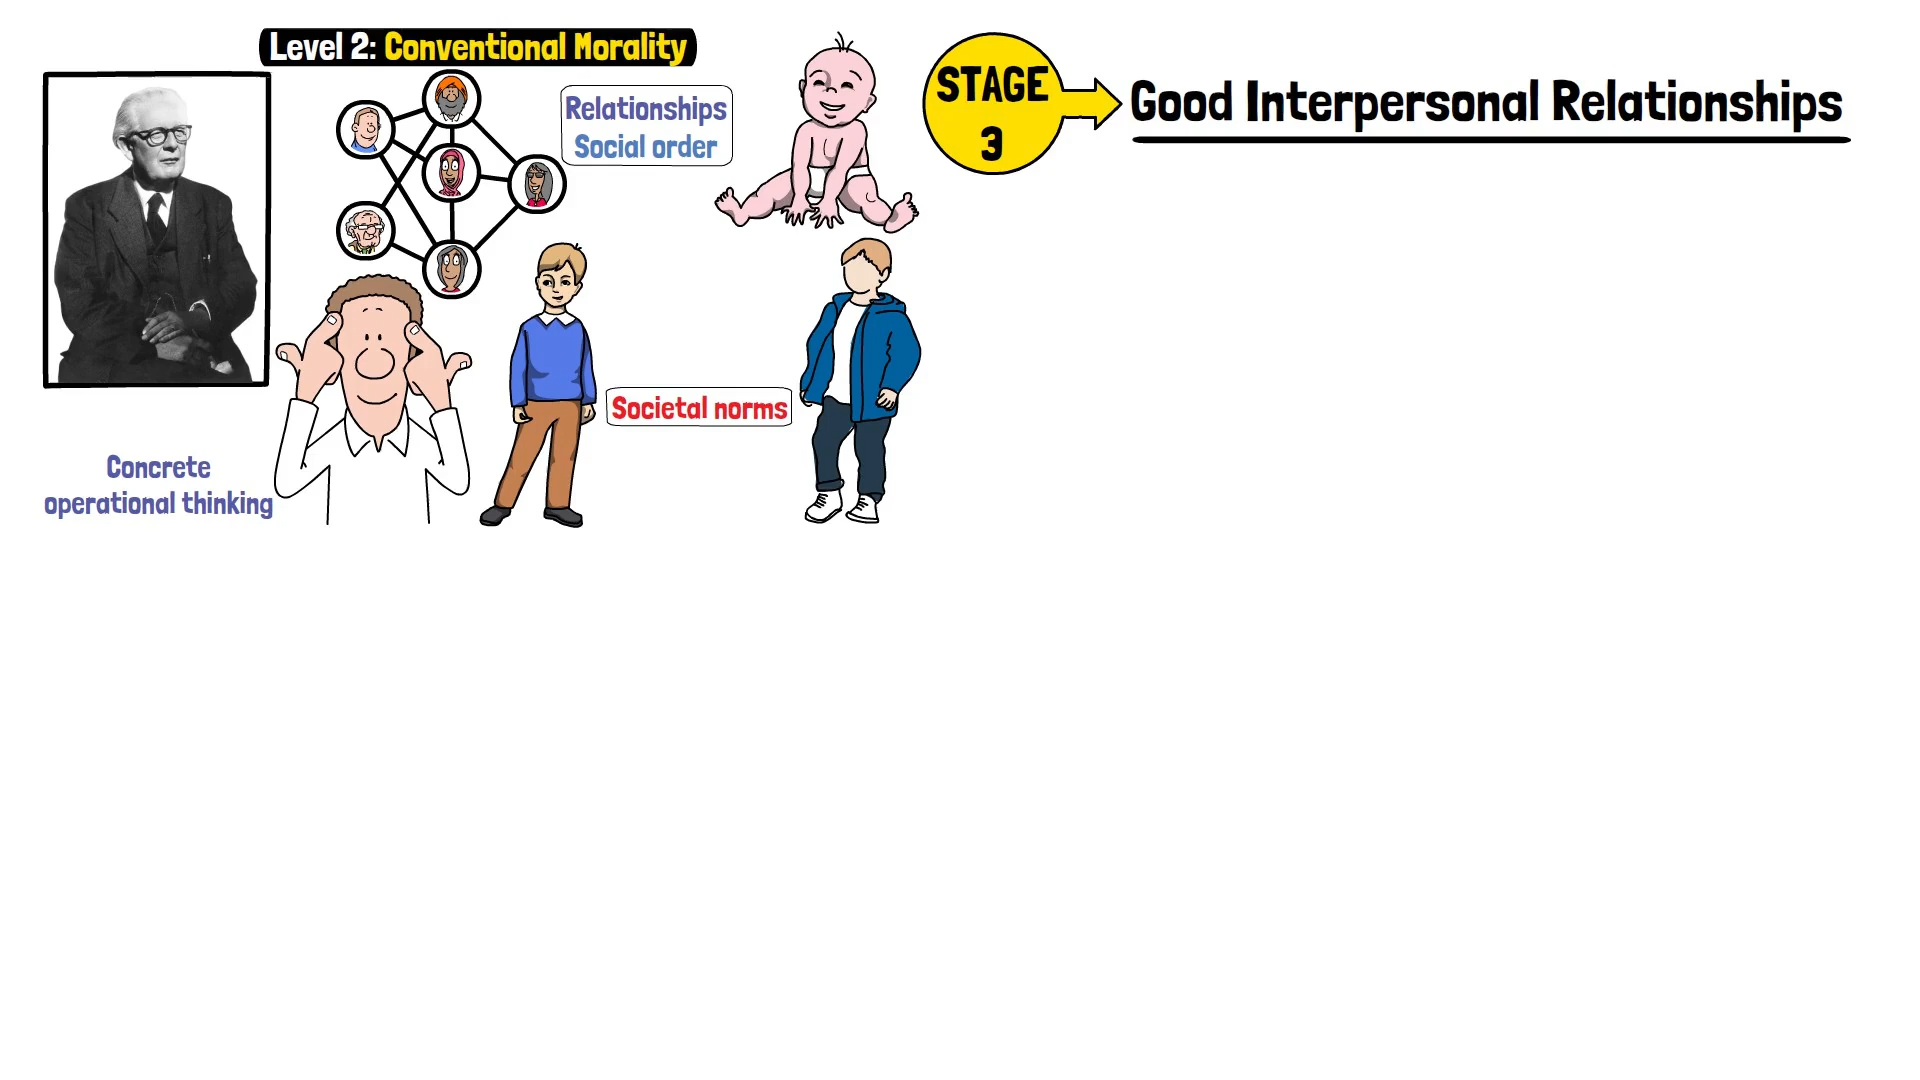 Level 2: Conventional Morality
Relationships
Social order
STAGE
3
Good Interpersonal Relationships
Societal norms
Concrete
operational thinking